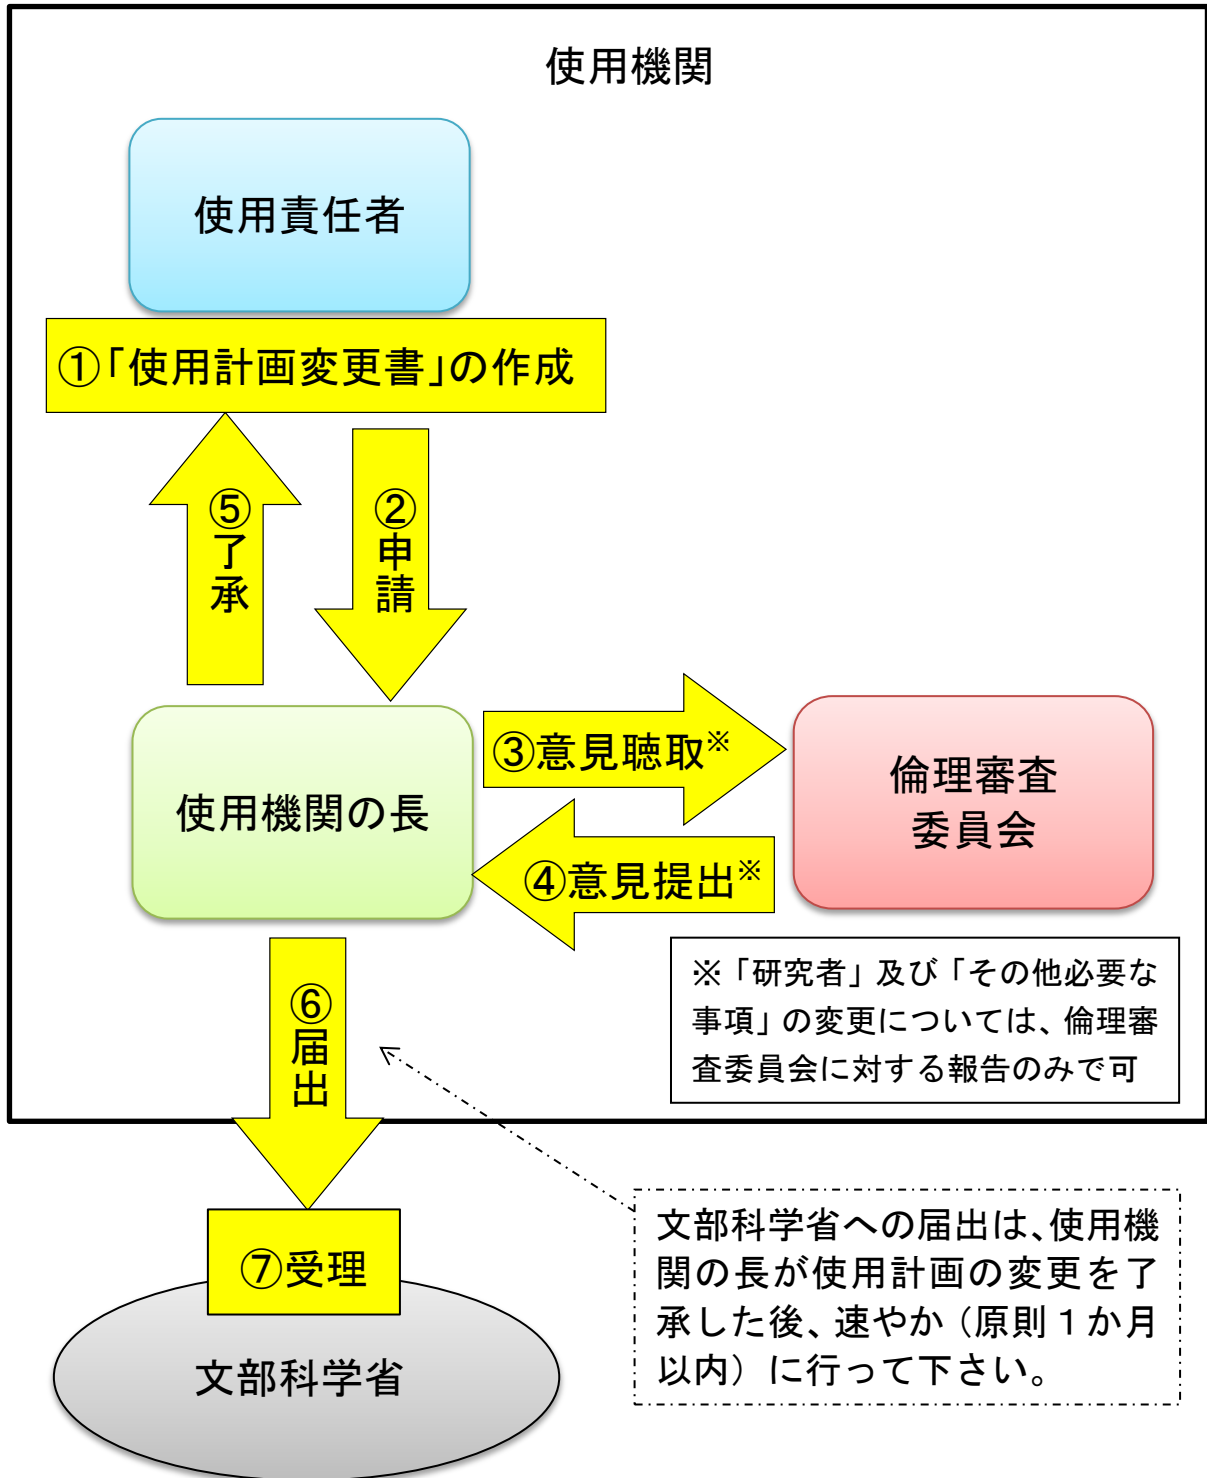 使用機関
使用責任者
①「使用計画変更書」の作成
⑤了承
②申請
③意見聴取※
使用機関の長
倫理審査
委員会
④意見提出※
※「研究者」及び「その他必要な
事項」の変更については、倫理審
査委員会に対する報告のみで可
⑥届出
文部科学省への届出は、使用機
関の長が使用計画の変更を了
承した後、速やか（原則１か月
以内）に行って下さい。
⑦受理
文部科学省